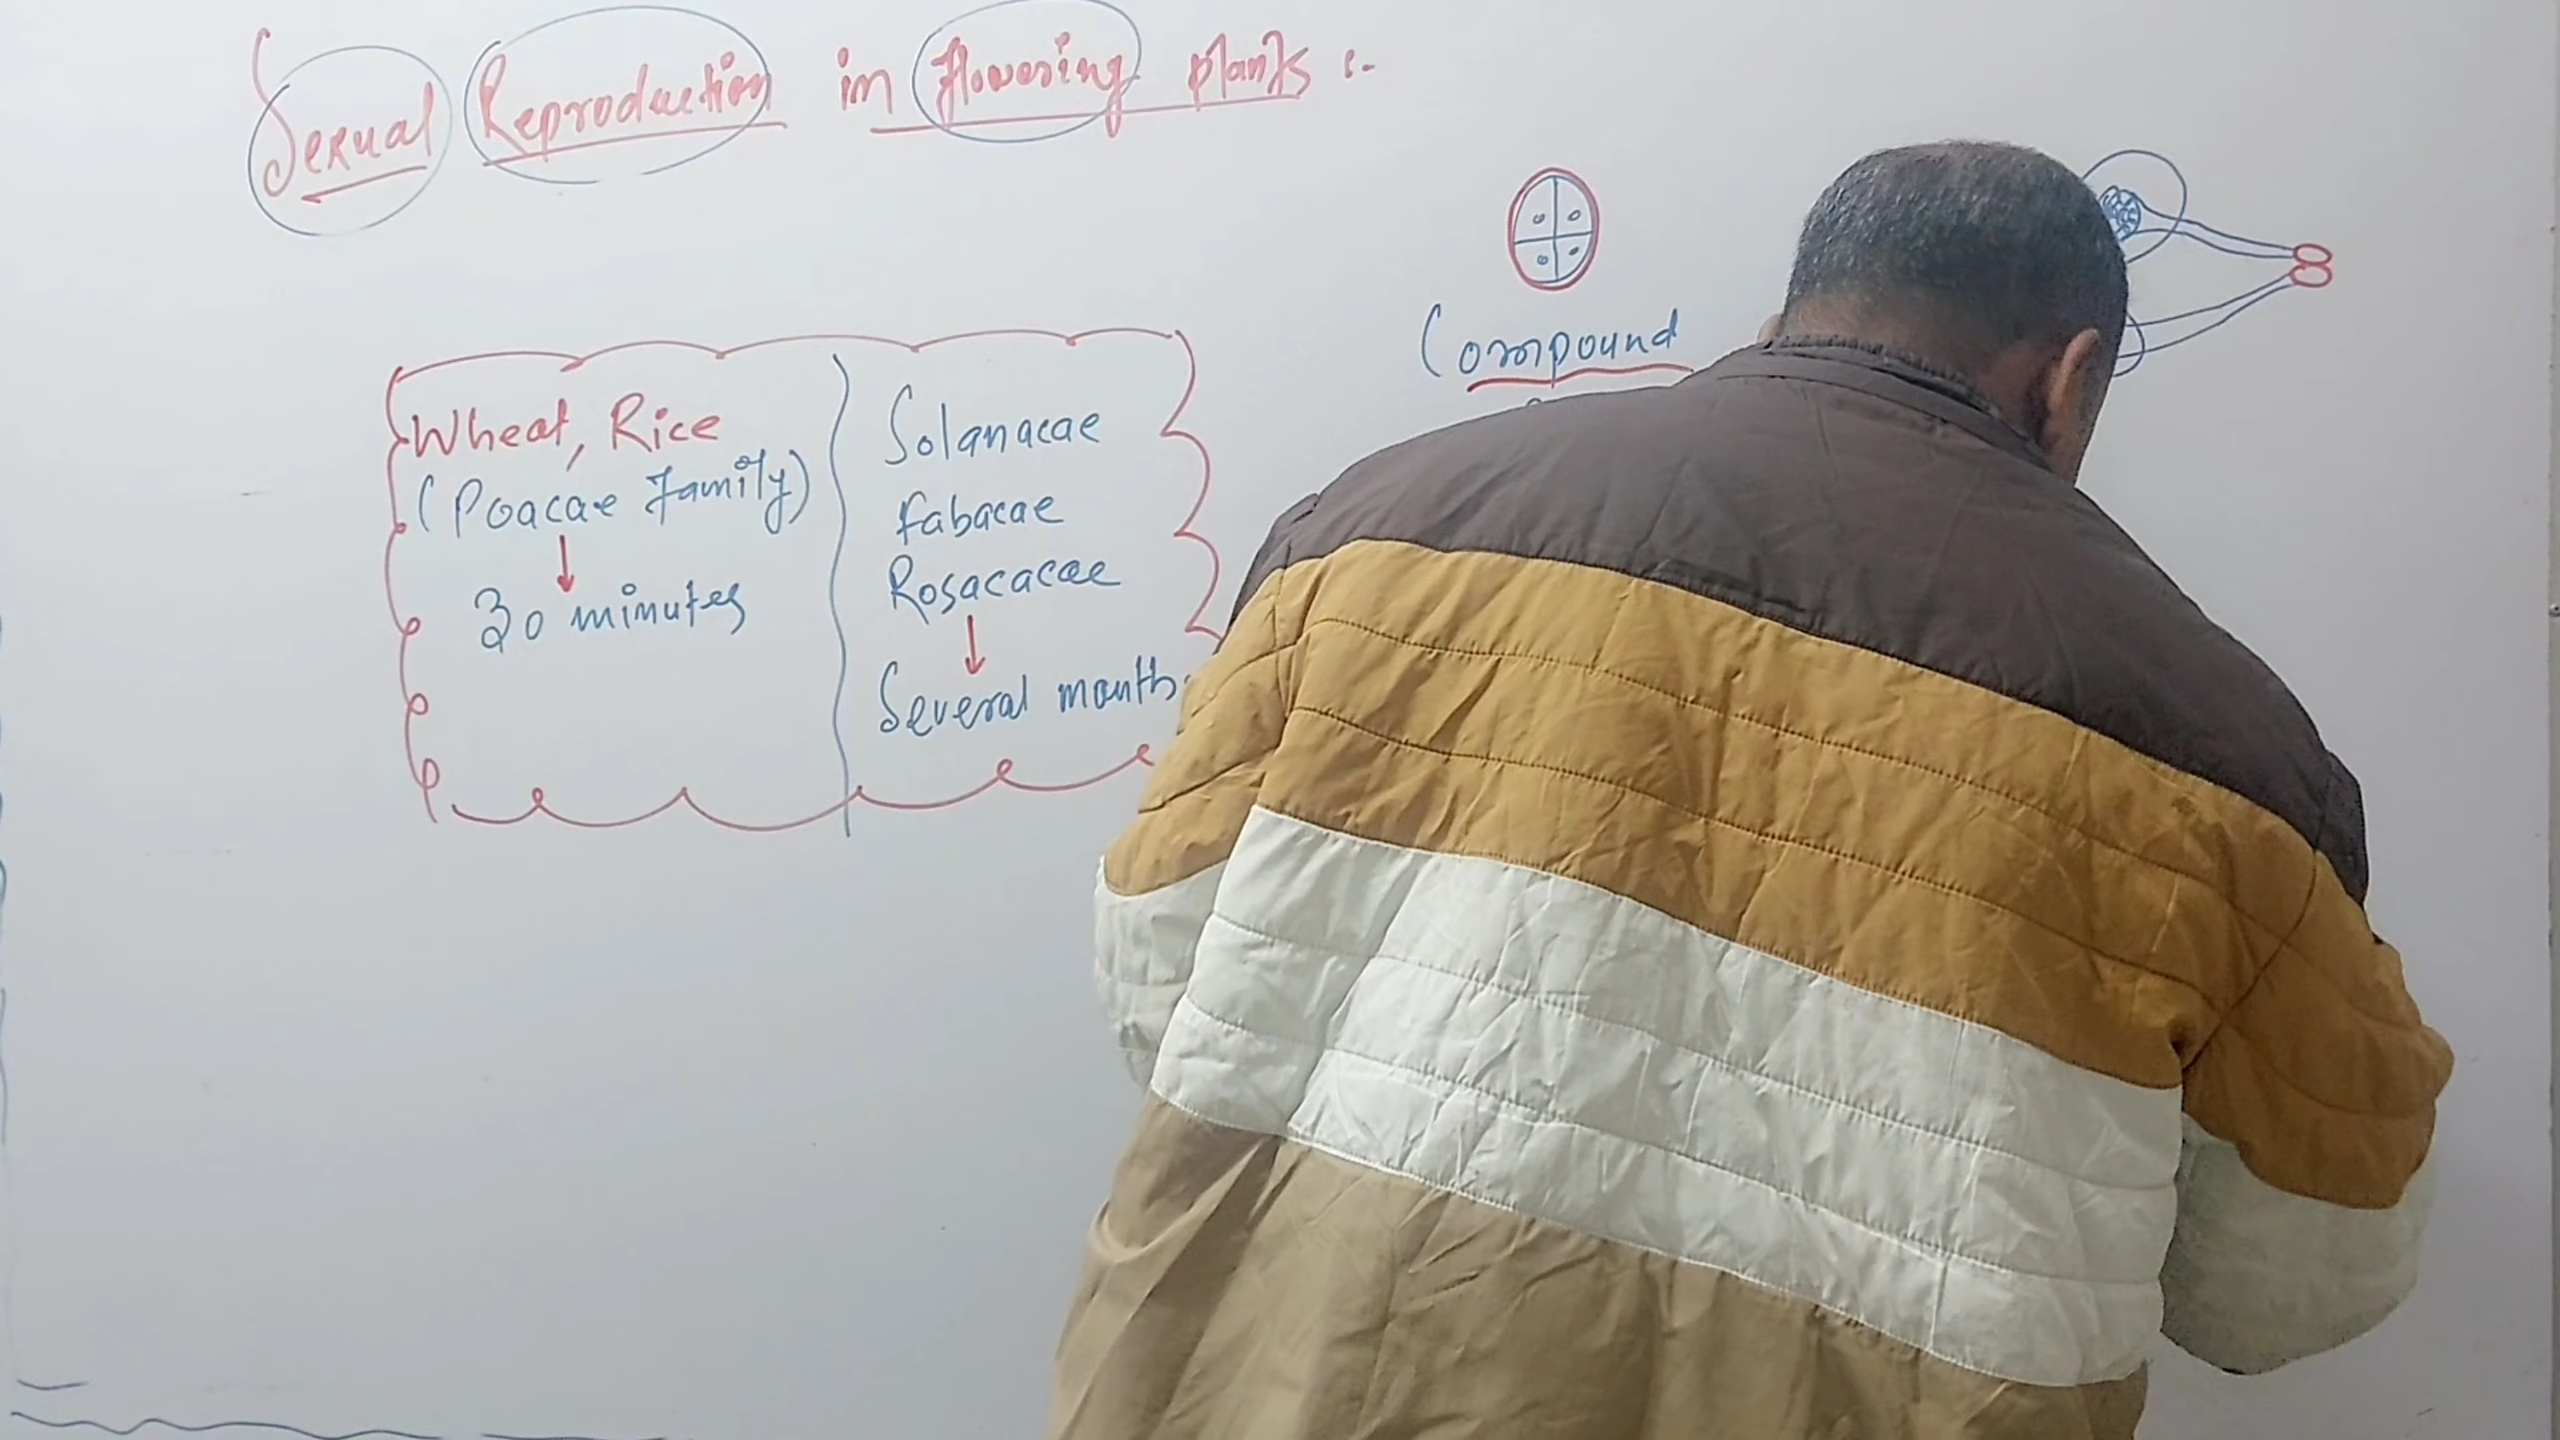 Sexual Reproduction in flowering plants :-
Wheat, Rice
(Poacae family)
30 minutes
Solanacae
fabacae
Rosacacae
Several month
Compound